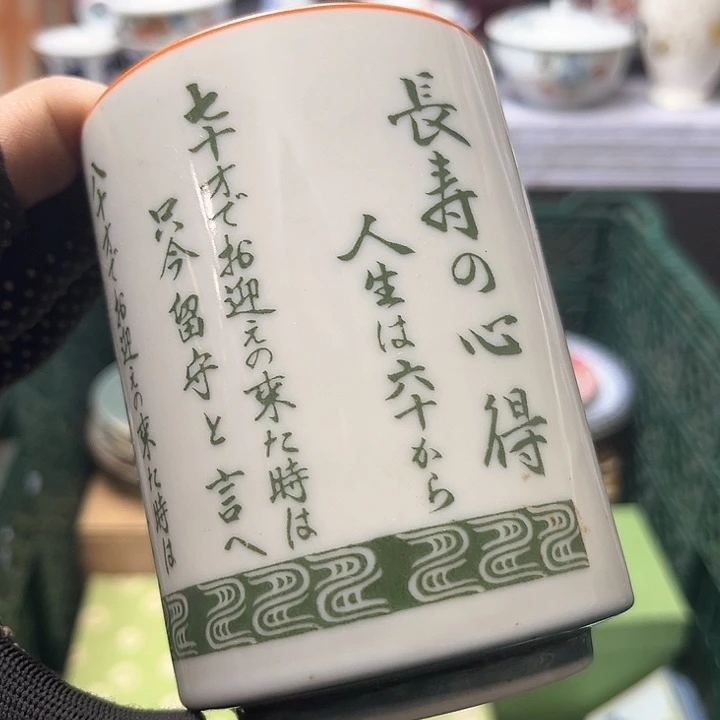 長寿の心得
人生は六十から
七十才でお迎えの来た時は
只今留守と言へ
八十才でお迎えの来た時は